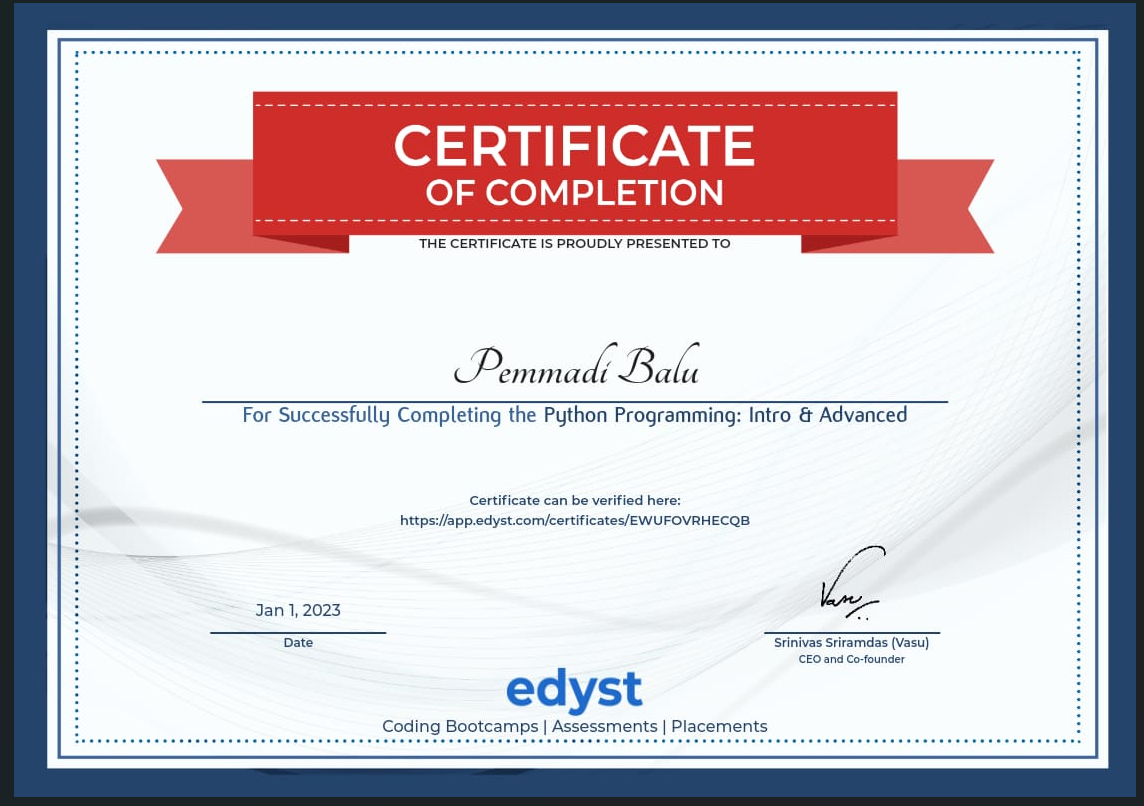 CERTIFICATE
OF COMPLETION
THE CERTIFICATE IS PROUDLY PRESENTED TO
Pemmadi Balu
For Successfully Completing the Python Programming: Intro & Advanced
Certificate can be verified here:
https://app.edyst.com/certificates/EWUFOVRHECQB
Vasu
Jan 1, 2023
Date
Srinivas Sriramdas (Vasu)
CEO and Co-founder
edyst
Coding Bootcamps | Assessments | Placements